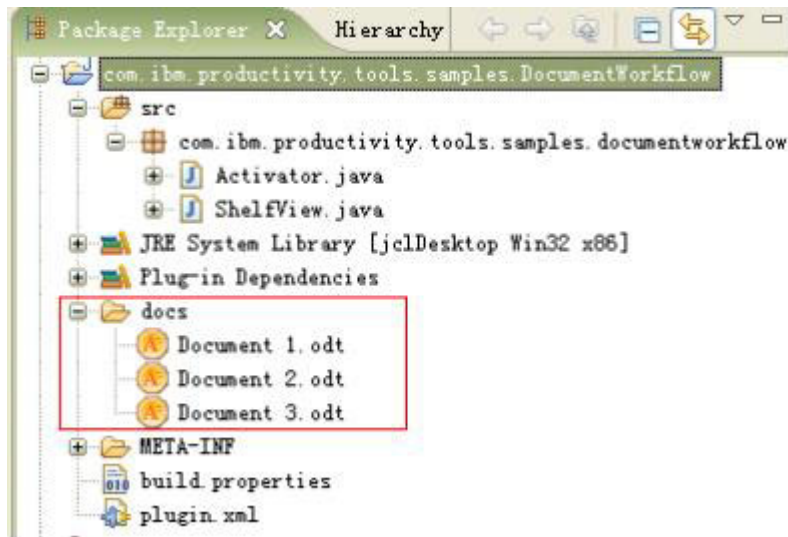 Package Explorer Hierarchy
com.ibm.productivity.tools.samples.DocumentWorkflow
src
com.ibm.productivity.tools.samples.documentworkflow
Activator.java
ShelfView.java
JRE System Library [jclDesktop Win32 x86]
Plug-in Dependencies
docs
Document 1.odt
Document 2.odt
Document 3.odt
META-INF
build.properties
plugin.xml